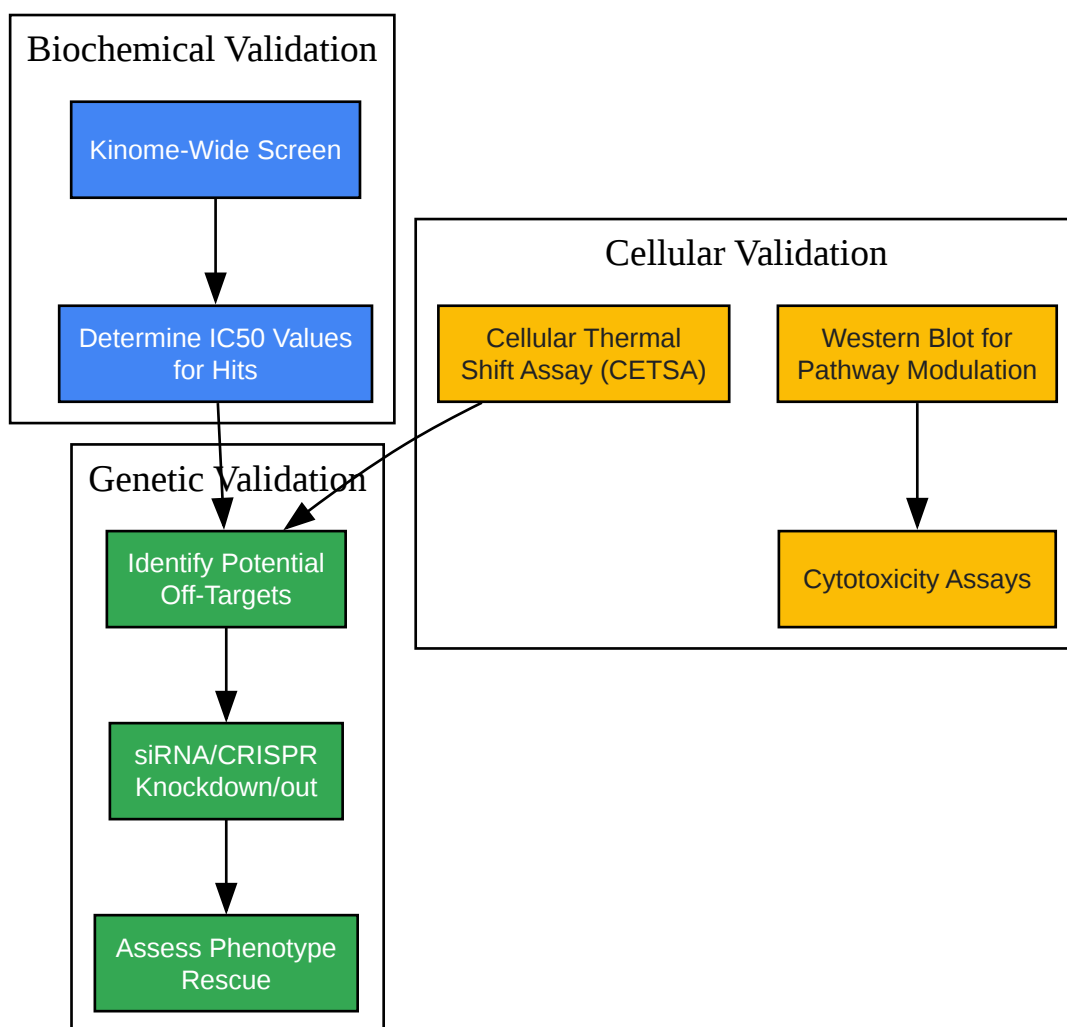 Biochemical Validation
Kinome-Wide Screen
Determine IC50 Values
for Hits
Cellular Validation
Cellular Thermal
Shift Assay (CETSA)
Western Blot for
Pathway Modulation
Cytotoxicity Assays
Genetic Validation
Identify Potential
Off-Targets
siRNA/CRISPR
Knockdown/out
Assess Phenotype
Rescue